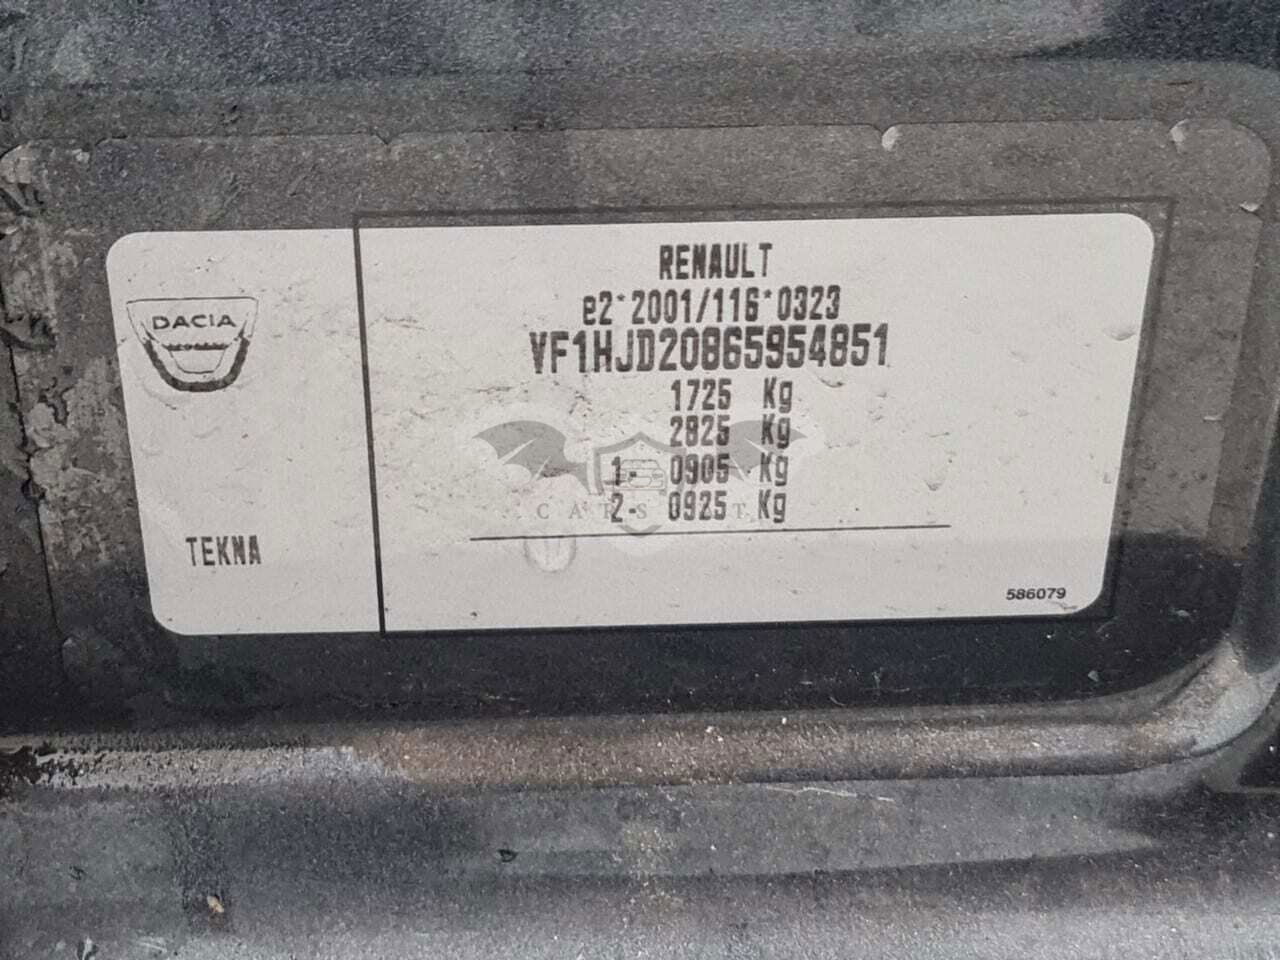 RENAULT
e2*2001/116*0323
VF1HJD20865954851
1725 Kg
2825 Kg
1- 0905 Kg
2- 0925 Kg
DACIA
TEKNA
586079